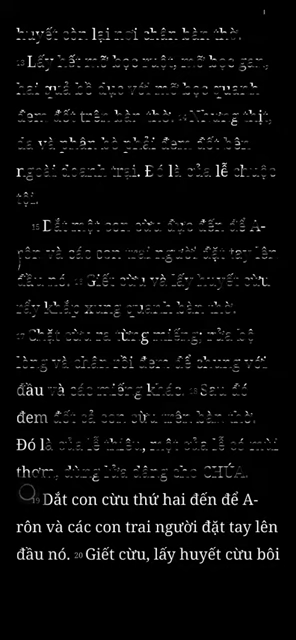 huyết còn lại nơi chân bàn thờ.
13 Lấy hết mỡ bọc ruột, mỡ bọc gan,
hai quả bồ dục với mỡ bọc quanh
đem đốt trên bàn thờ. 14 Nhưng thịt,
da và phân bò phải đem đốt bên
ngoài doanh trại. Đó là của lễ chuộc
tội.
15 Dắt một con cừu đực đến để A-
rôn và các con trai người đặt tay lên
đầu nó. 16 Giết cừu và lấy huyết cừu
rẩy khắp xung quanh bàn thờ.
17 Chặt cừu ra từng miếng; rửa bộ
lòng và chân rồi đem để chung với
đầu và các miếng khác. 18 Sau đó
đem đốt cả con cừu trên bàn thờ.
Đó là của lễ thiêu, một của lễ có mùi
thơm, dùng lửa dâng cho CHÚA.
19 Dắt con cừu thứ hai đến để A-
rôn và các con trai người đặt tay lên
đầu nó. 20 Giết cừu, lấy huyết cừu bôi